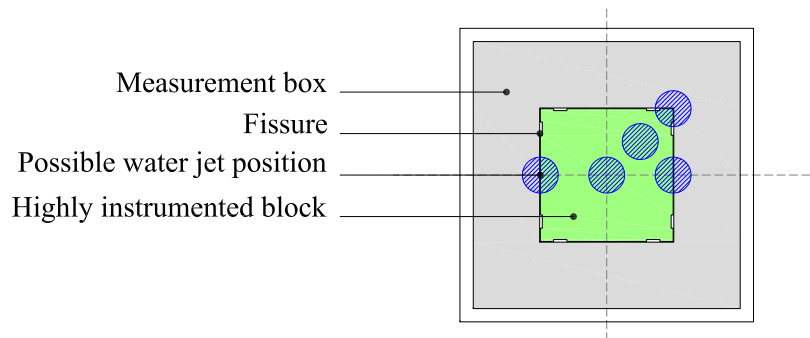 Measurement box
Fissure
Possible water jet position
Highly instrumented block